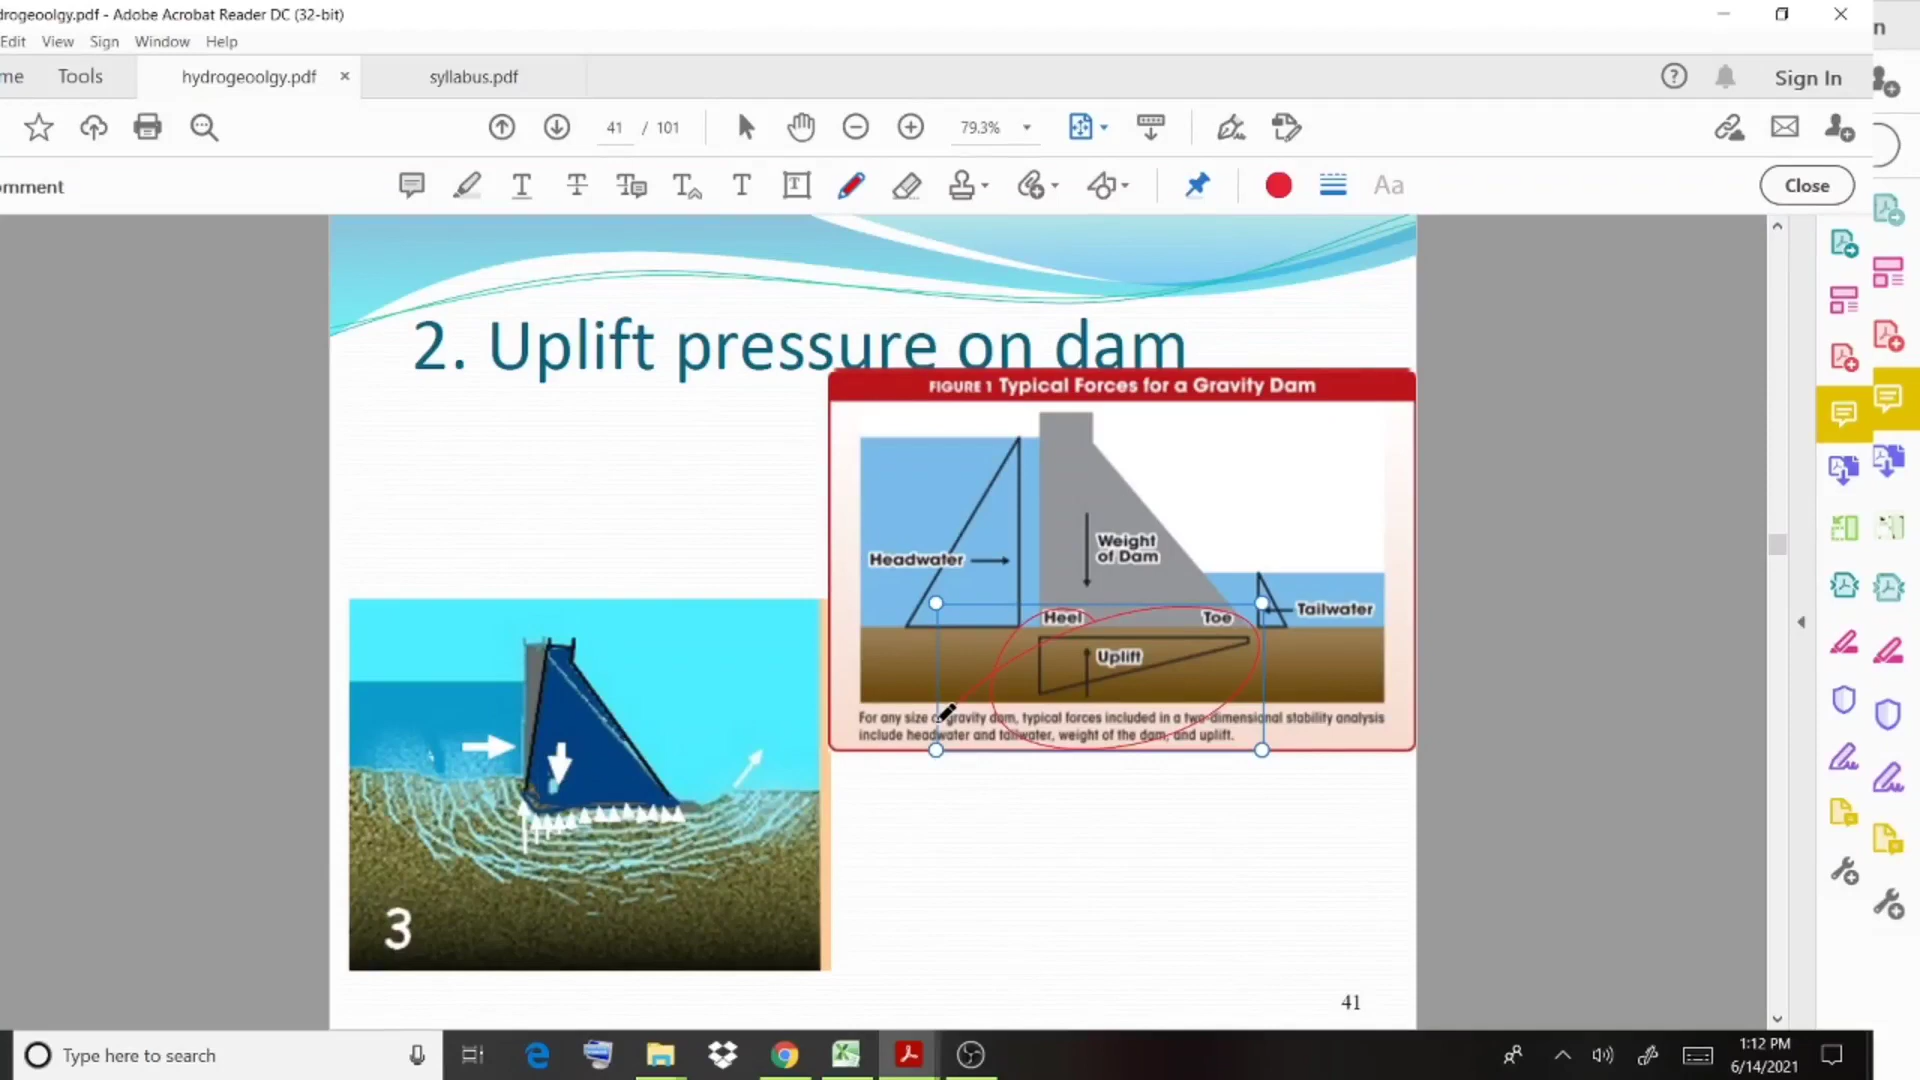 drogeoolgy.pdf - Adobe Acrobat Reader DC (32-bit)
Edit View Sign Window Help
me Tools hydrogeoolgy.pdf syllabus.pdf Sign In
41 / 101 79.3%
omment Close
2. Uplift pressure on dam
FIGURE 1 Typical Forces for a Gravity Dam
Headwater
Weight
of Dam
Tailwater
Heel
Toe
Uplift
For any size a gravity dam, typical forces included in a two-dimensional stability analysis
include headwater and tailwater, weight of the dam, and uplift.
3
41
Type here to search
1:12 PM
6/14/2021